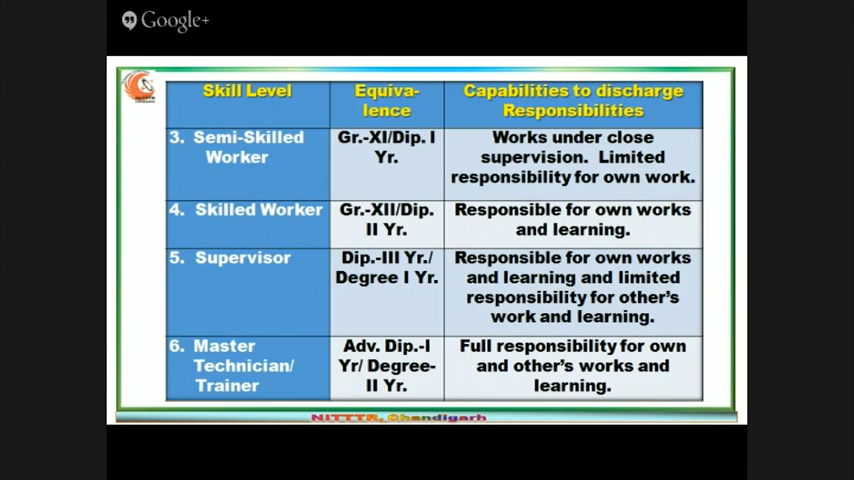 Google+
Skill Level
Equiva-
lence
Capabilities to discharge
Responsibilities
3. Semi-Skilled
Worker
Gr.-XI/Dip. I
Yr.
Works under close
supervision. Limited
responsibility for own work.
4. Skilled Worker
Gr.-XII/Dip.
II Yr.
Responsible for own works
and learning.
5. Supervisor
Dip.-III Yr./
Degree I Yr.
Responsible for own works
and learning and limited
responsibility for other's
work and learning.
6. Master
Technician/
Trainer
Adv. Dip.-I
Yr/ Degree-
II Yr.
Full responsibility for own
and other's works and
learning.
NITTTR, Chandigarh